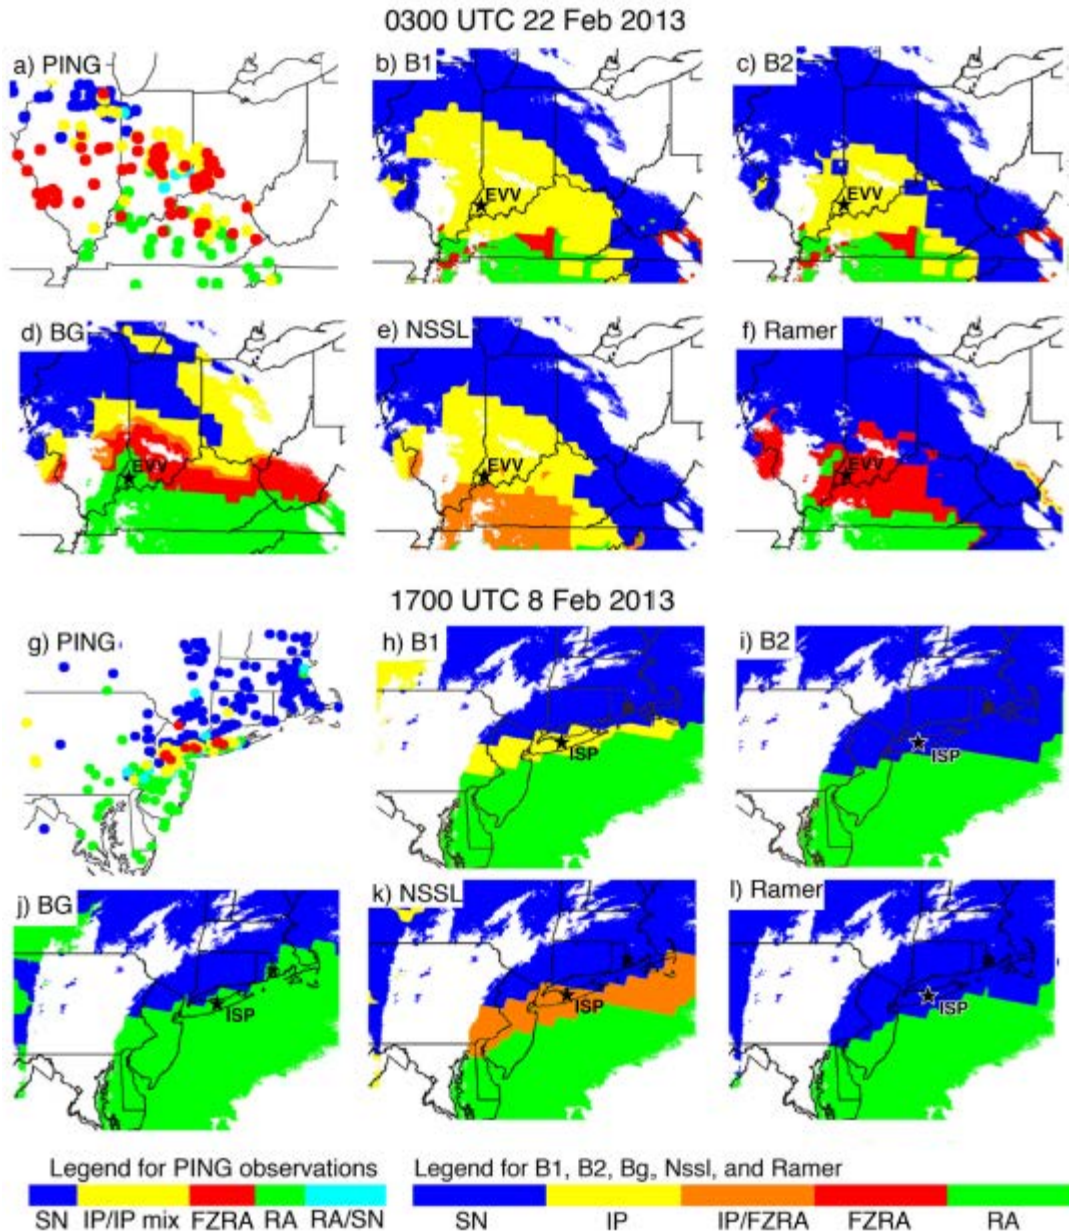 0300 UTC 22 Feb 2013
a) PING
b) B1
c) B2
EVV
EVV
d) BG
e) NSSL
f) Ramer
EVV
EVV
EVV
1700 UTC 8 Feb 2013
g) PING
h) B1
i) B2
ISP
ISP
j) BG
k) NSSL
l) Ramer
ISP
ISP
ISP
Legend for PING observations
SN IP/IP mix FZRA RA RA/SN
Legend for B1, B2, Bg, Nssl, and Ramer
SN IP IP/FZRA FZRA RA